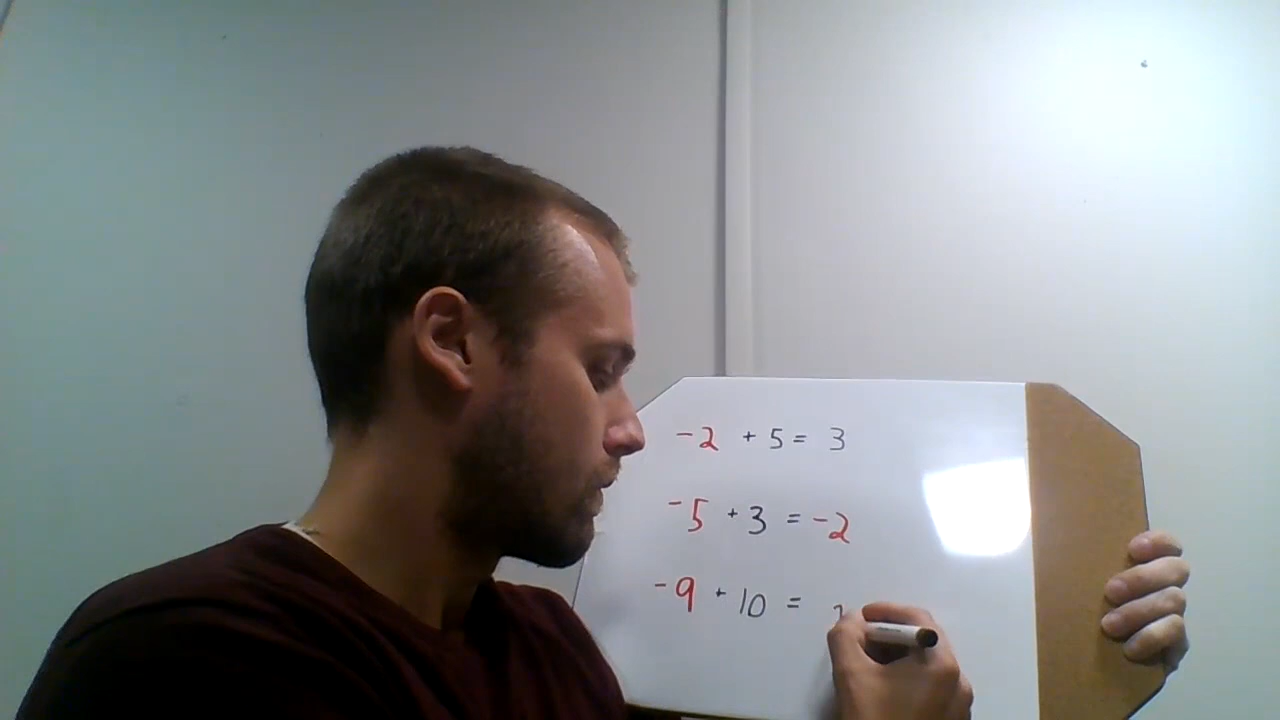 -2 + 5 = 3
-5 + 3 = -2
-9 + 10 =